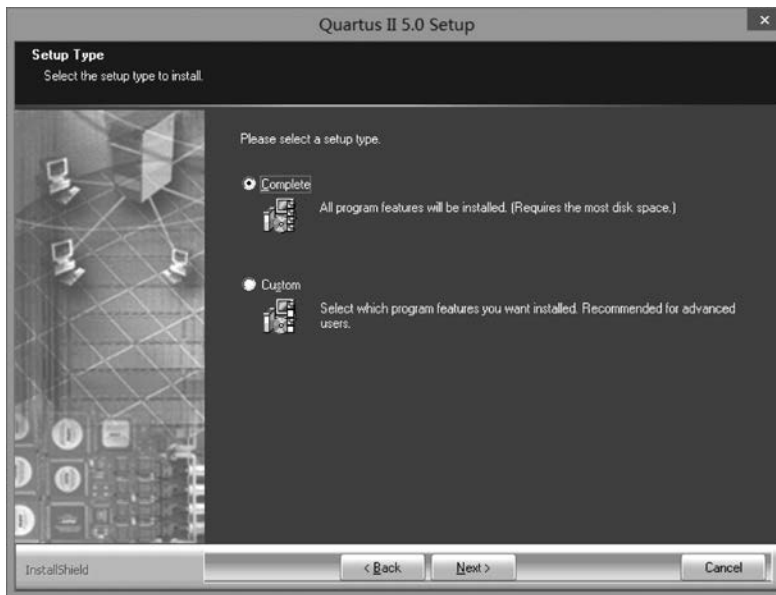 Quartus II 5.0 Setup
Setup Type
Select the setup type to install.
Please select a setup type.
Complete
All program features will be installed. (Requires the most disk space.)
Custom
Select which program features you want installed. Recommended for advanced
users.
InstallShield
< Back
Next >
Cancel